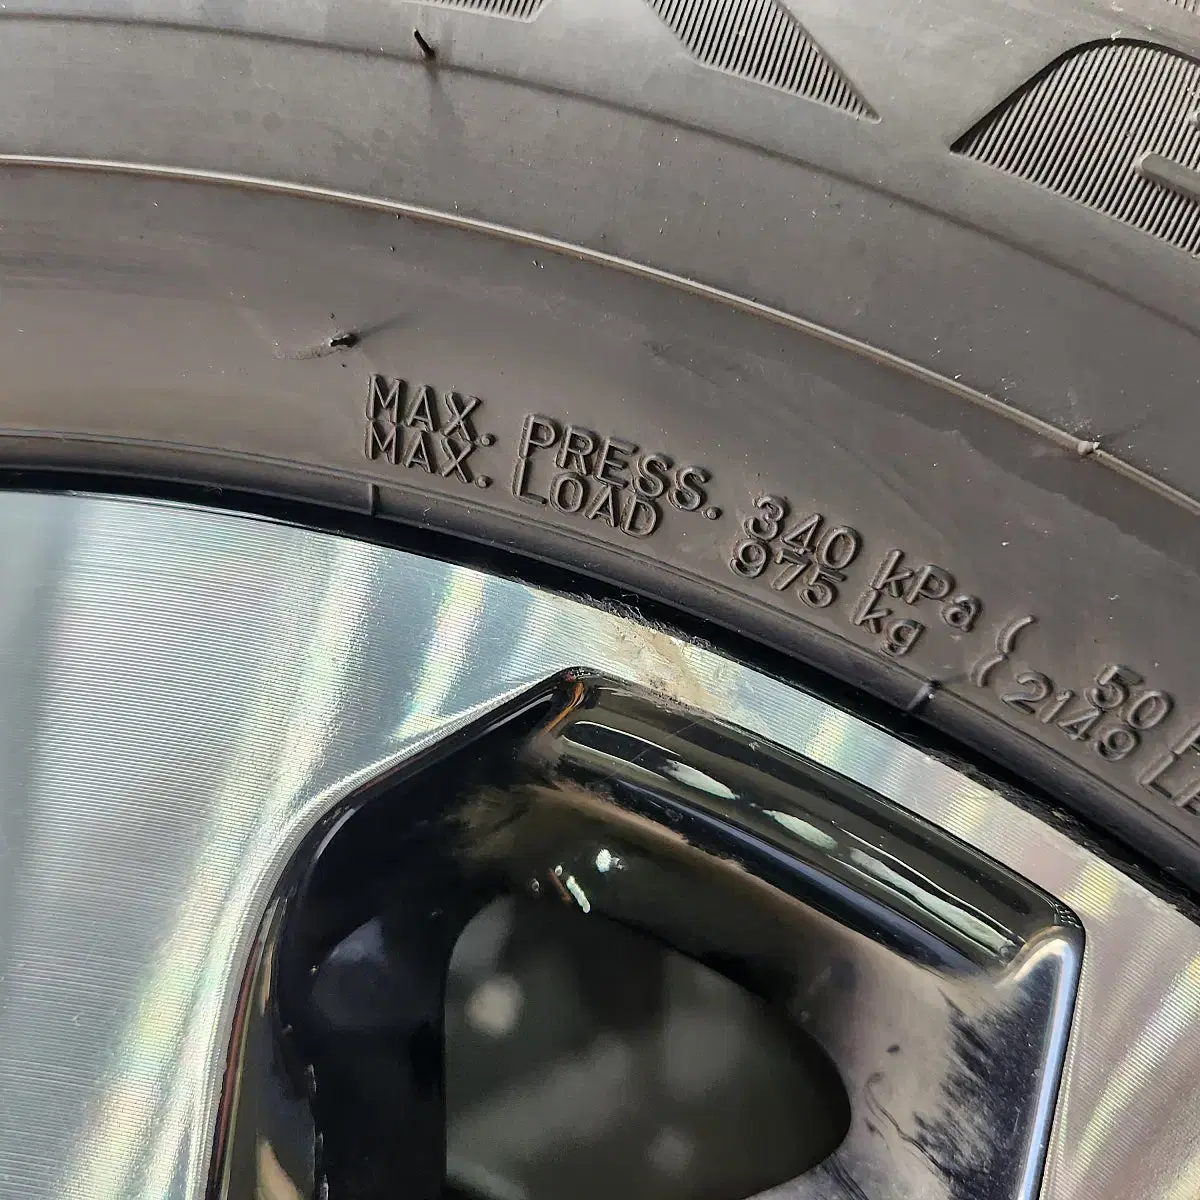 MAX. PRESS. 340 kPa ( 50
MAX. LOAD 975 kg (2149